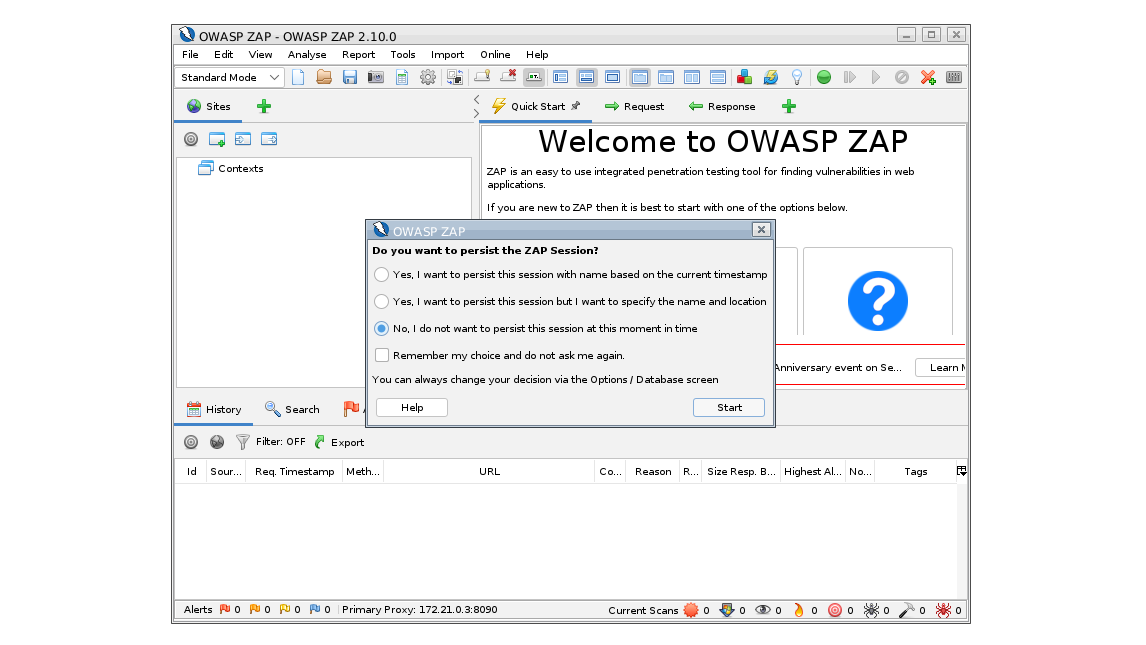 OWASP ZAP - OWASP ZAP 2.10.0
File Edit View Analyse Report Tools Import Online Help
Standard Mode
Sites
Quick Start Request Response
Contexts
Welcome to OWASP ZAP
ZAP is an easy to use integrated penetration testing tool for finding vulnerabilities in web
applications.
If you are new to ZAP then it is best to start with one of the options below.
OWASP ZAP
Do you want to persist the ZAP Session?
Yes, I want to persist this session with name based on the current timestamp
Yes, I want to persist this session but I want to specify the name and location
No, I do not want to persist this session at this moment in time
Remember my choice and do not ask me again.
You can always change your decision via the Options / Database screen
Help Start
?
Anniversary event on Se... Learn
History Search
Filter: OFF Export
Id Sour... Req. Timestamp Meth... URL Co... Reason R... Size Resp. B... Highest Al... No... Tags
Alerts 0 0 0 0 Primary Proxy: 172.21.0.3:8090 Current Scans 0 0 0 0 0 0 0 0